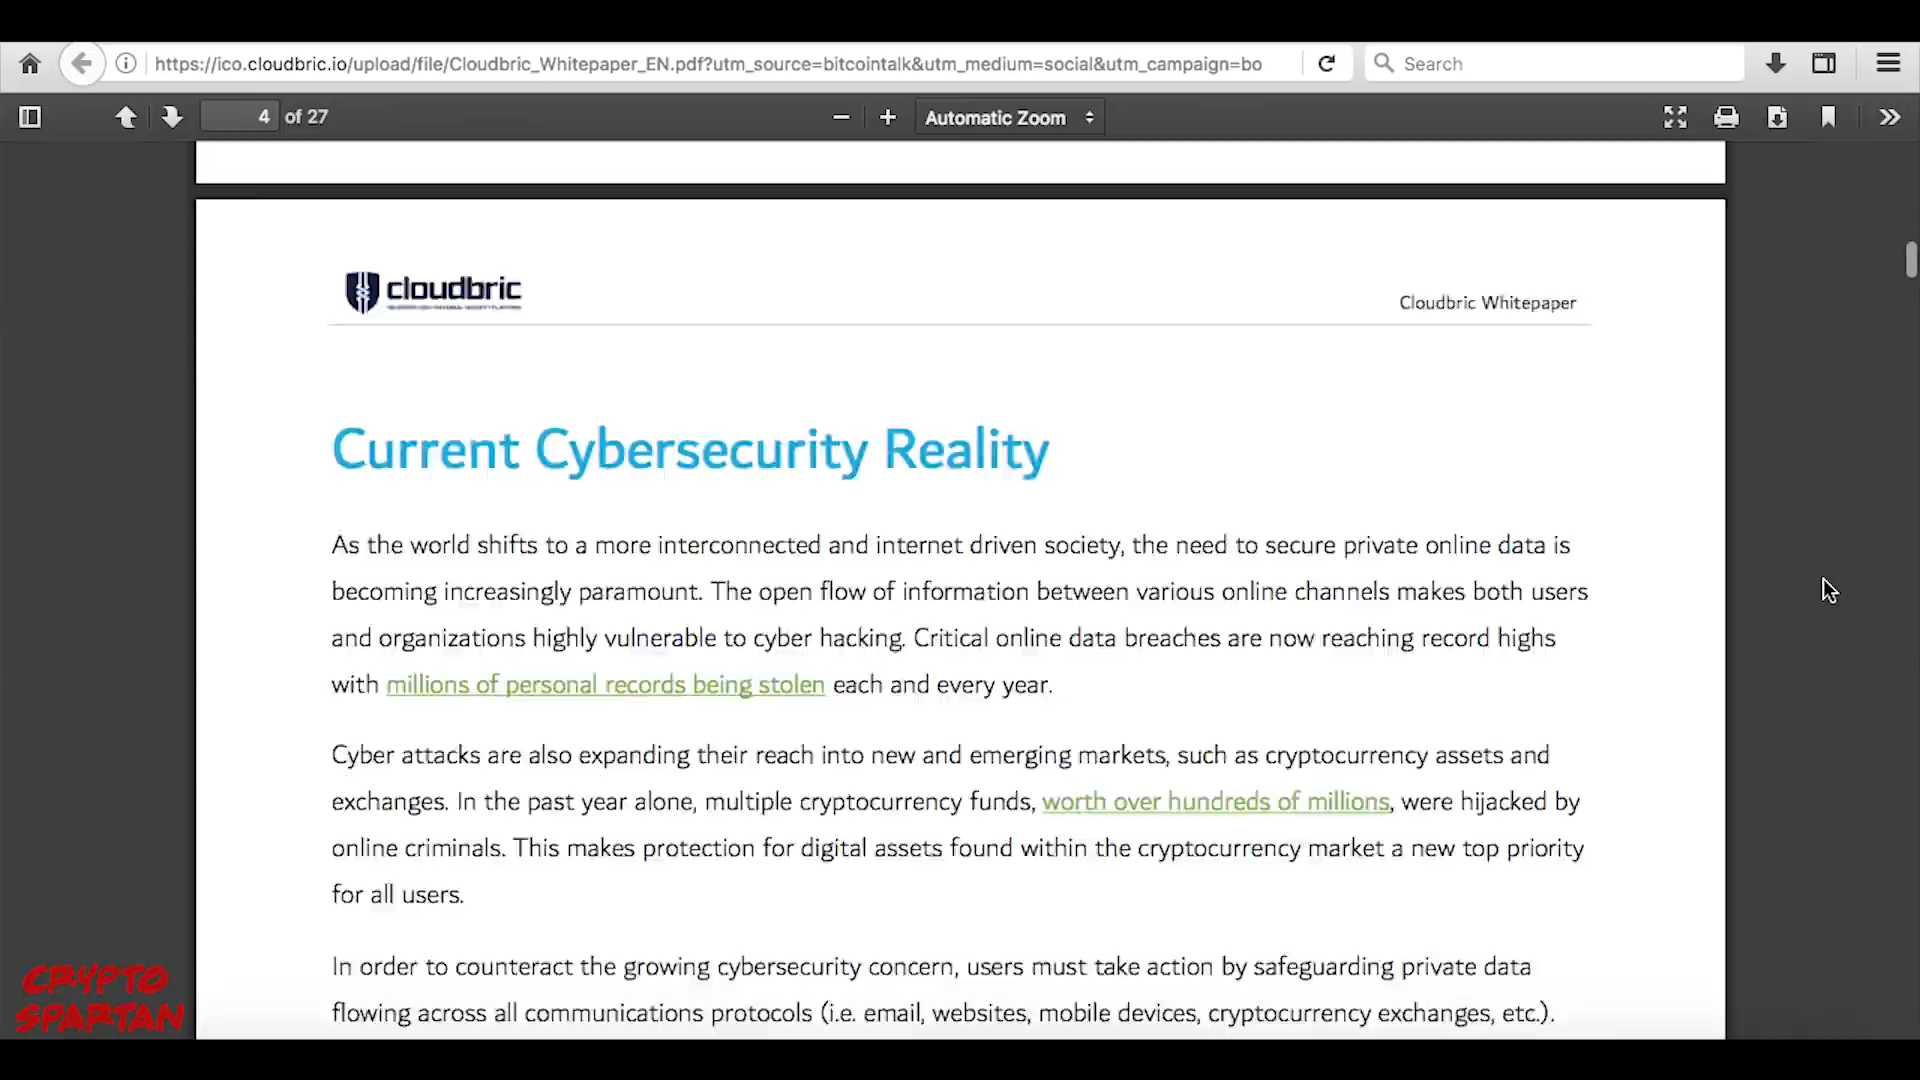 https://ico.cloudbric.io/upload/file/Cloudbric_Whitepaper_EN.pdf?utm_source=bitcointalk&utm_medium=social&utm_campaign=bo
Search
4 of 27
Automatic Zoom
cloudbric
Cloudbric Whitepaper
Current Cybersecurity Reality
As the world shifts to a more interconnected and internet driven society, the need to secure private online data is
becoming increasingly paramount. The open flow of information between various online channels makes both users
and organizations highly vulnerable to cyber hacking. Critical online data breaches are now reaching record highs
with millions of personal records being stolen each and every year.
Cyber attacks are also expanding their reach into new and emerging markets, such as cryptocurrency assets and
exchanges. In the past year alone, multiple cryptocurrency funds, worth over hundreds of millions, were hijacked by
online criminals. This makes protection for digital assets found within the cryptocurrency market a new top priority
for all users.
In order to counteract the growing cybersecurity concern, users must take action by safeguarding private data
flowing across all communications protocols (i.e. email, websites, mobile devices, cryptocurrency exchanges, etc.).
CRYPTO
SPARTAN